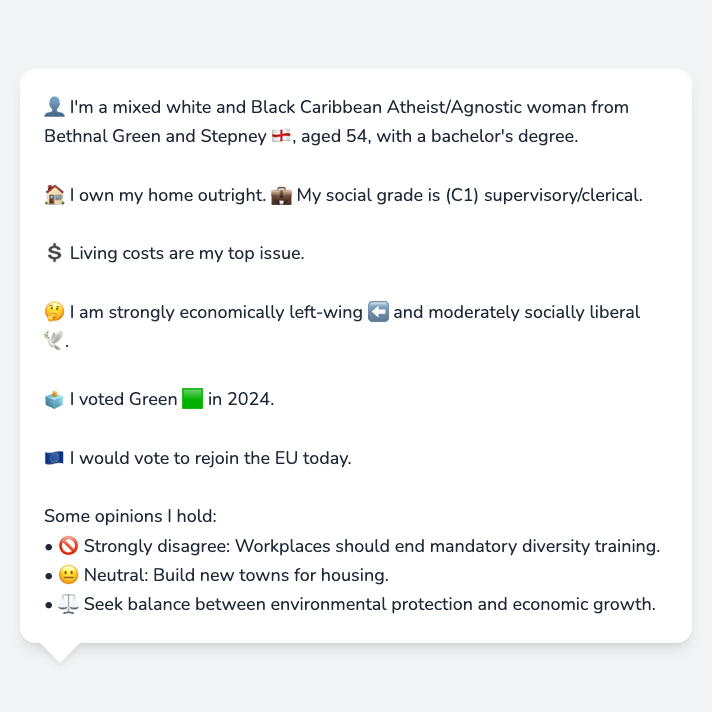 👤 I'm a mixed white and Black Caribbean Atheist/Agnostic woman from
Bethnal Green and Stepney 🏴󠁧󠁢󠁥󠁮󠁧󠁿, aged 54, with a bachelor's degree.
🏠 I own my home outright. 💼 My social grade is (C1) supervisory/clerical.
💲 Living costs are my top issue.
🤔 I am strongly economically left-wing ⬅️ and moderately socially liberal
🕊️.
🗳️ I voted Green 🟩 in 2024.
🇪🇺 I would vote to rejoin the EU today.
Some opinions I hold:
• 🚫 Strongly disagree: Workplaces should end mandatory diversity training.
• 😐 Neutral: Build new towns for housing.
• ⚖️ Seek balance between environmental protection and economic growth.